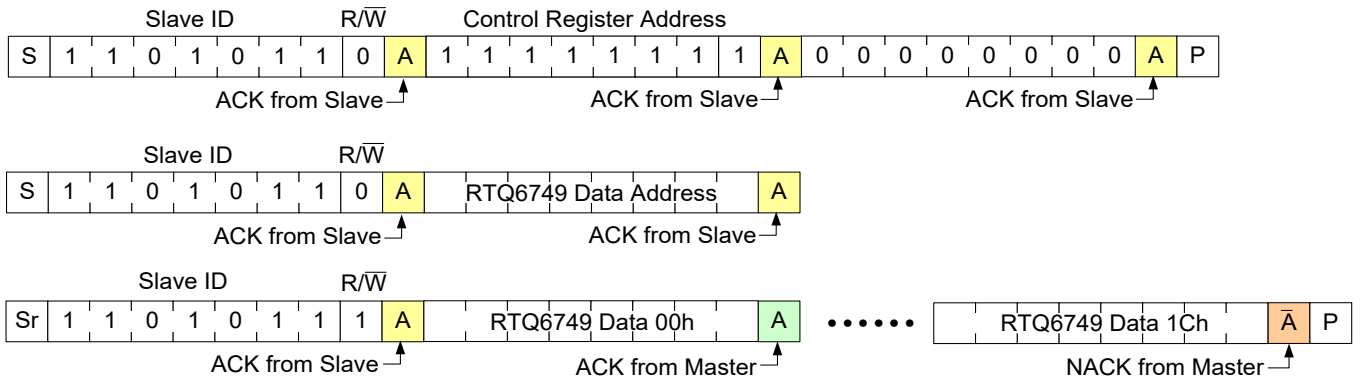 Slave ID R/W̅ Control Register Address
S 1 1 0 1 0 1 1 0 A 1 1 1 1 1 1 1 1 A 0 0 0 0 0 0 0 0 A P
ACK from Slave ACK from Slave ACK from Slave
Slave ID R/W̅
S 1 1 0 1 0 1 1 0 A RTQ6749 Data Address A
ACK from Slave ACK from Slave
Slave ID R/W̅
Sr 1 1 0 1 0 1 1 1 A RTQ6749 Data 00h A •••••• RTQ6749 Data 1Ch A̅ P
ACK from Slave ACK from Master NACK from Master